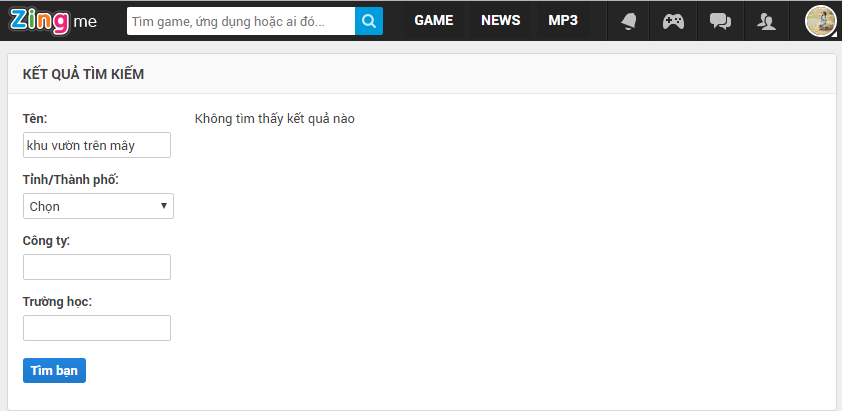 Zing me
Tìm game, ứng dụng hoặc ai đó...
GAME
NEWS
MP3
KẾT QUẢ TÌM KIẾM
Tên:
Không tìm thấy kết quả nào
khu vườn trên mây
Tỉnh/Thành phố:
Chọn
Công ty:
Trường học:
Tìm bạn